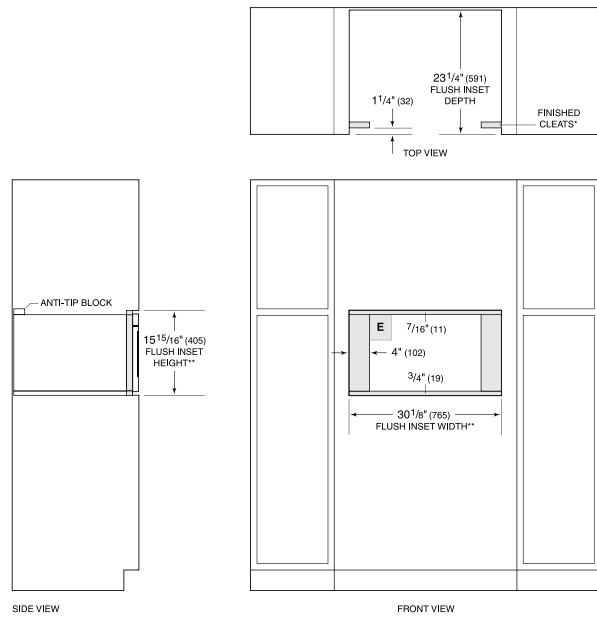 23 1/4" (591)
FLUSH INSET
DEPTH
1 1/4" (32)
FINISHED
CLEATS*
TOP VIEW
ANTI-TIP BLOCK
15 15/16" (405)
FLUSH INSET
HEIGHT**
E
7/16" (11)
4" (102)
3/4" (19)
30 1/8" (765)
FLUSH INSET WIDTH**
SIDE VIEW
FRONT VIEW